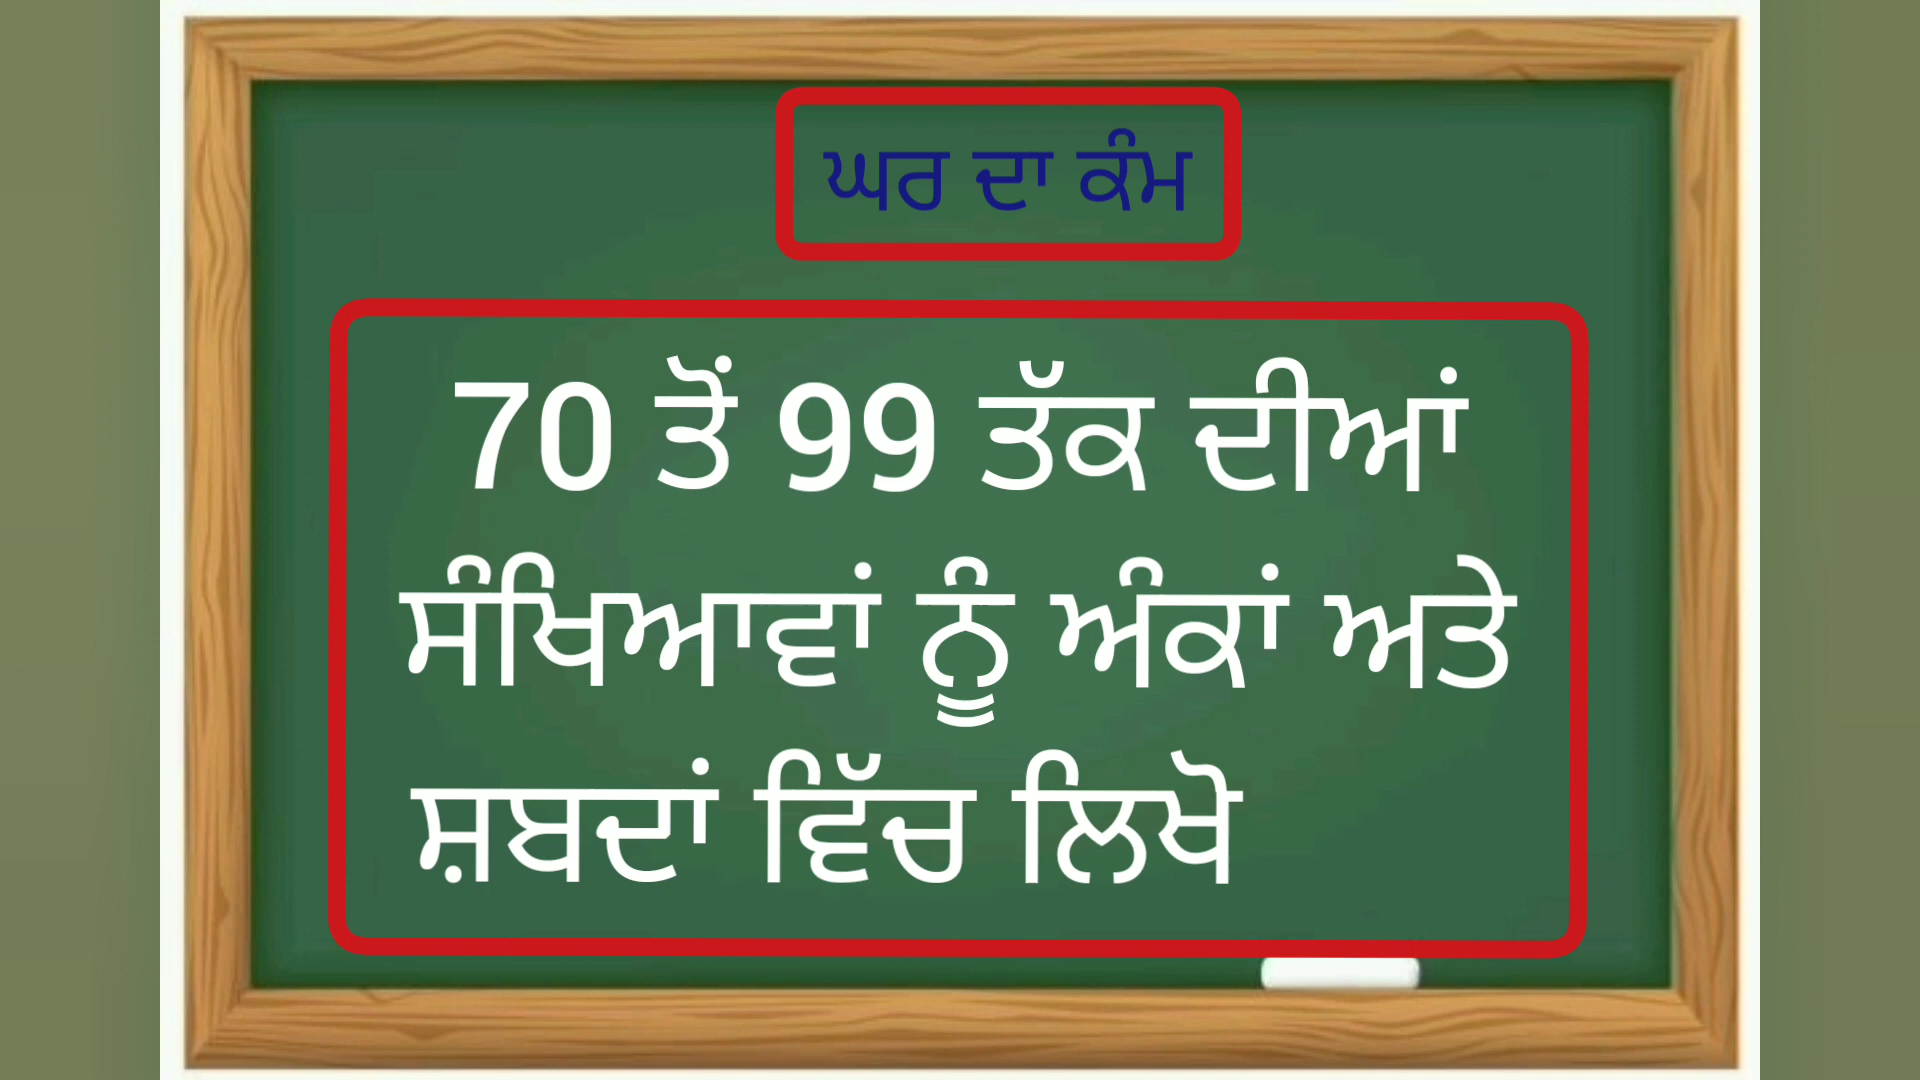 ਘਰ ਦਾ ਕੰਮ
70 ਤੋਂ 99 ਤੱਕ ਦੀਆਂ
ਸੰਖਿਆਵਾਂ ਨੂੰ ਅੰਕਾਂ ਅਤੇ
ਸ਼ਬਦਾਂ ਵਿੱਚ ਲਿਖੋ